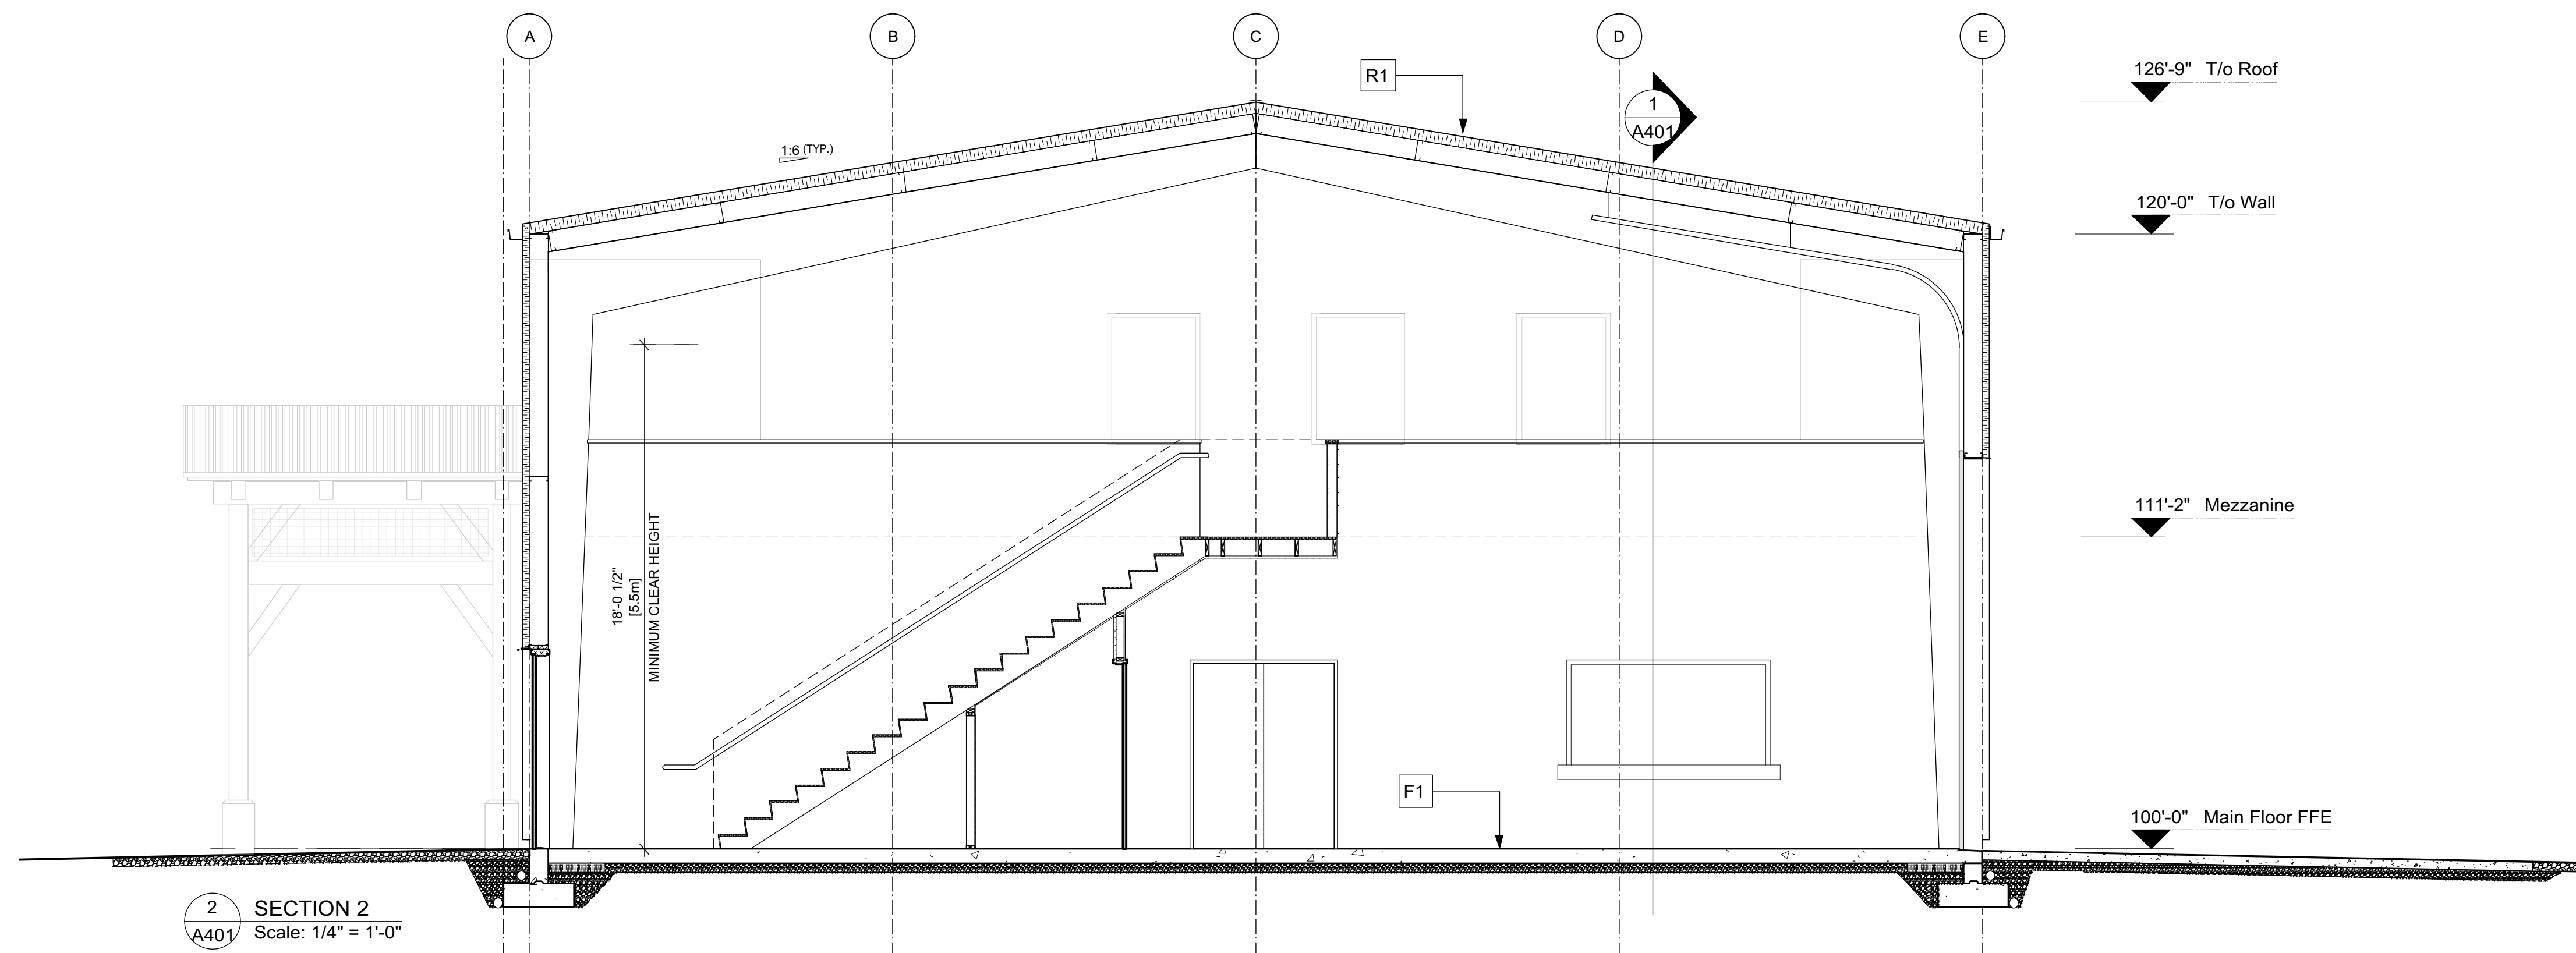 A
B
C
D
E
R1
1
A401
1:6 (TYP.)
126'-9" T/o Roof
120'-0" T/o Wall
111'-2" Mezzanine
100'-0" Main Floor FFE
18'-0 1/2"
[5.5m]
MINIMUM CLEAR HEIGHT
F1
2
A401
SECTION 2
Scale: 1/4" = 1'-0"